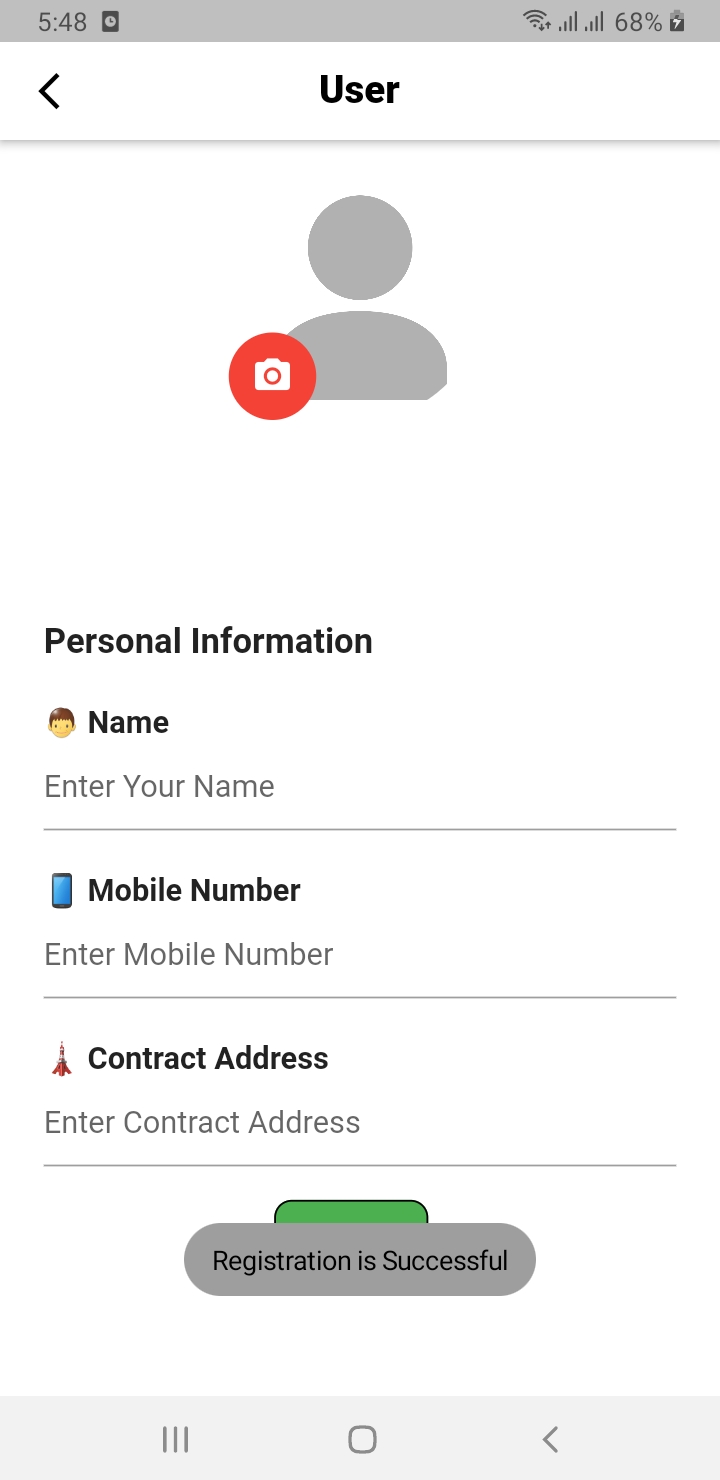 5:48 68%
User
Personal Information
Name
Enter Your Name
Mobile Number
Enter Mobile Number
Contract Address
Enter Contract Address
Registration is Successful